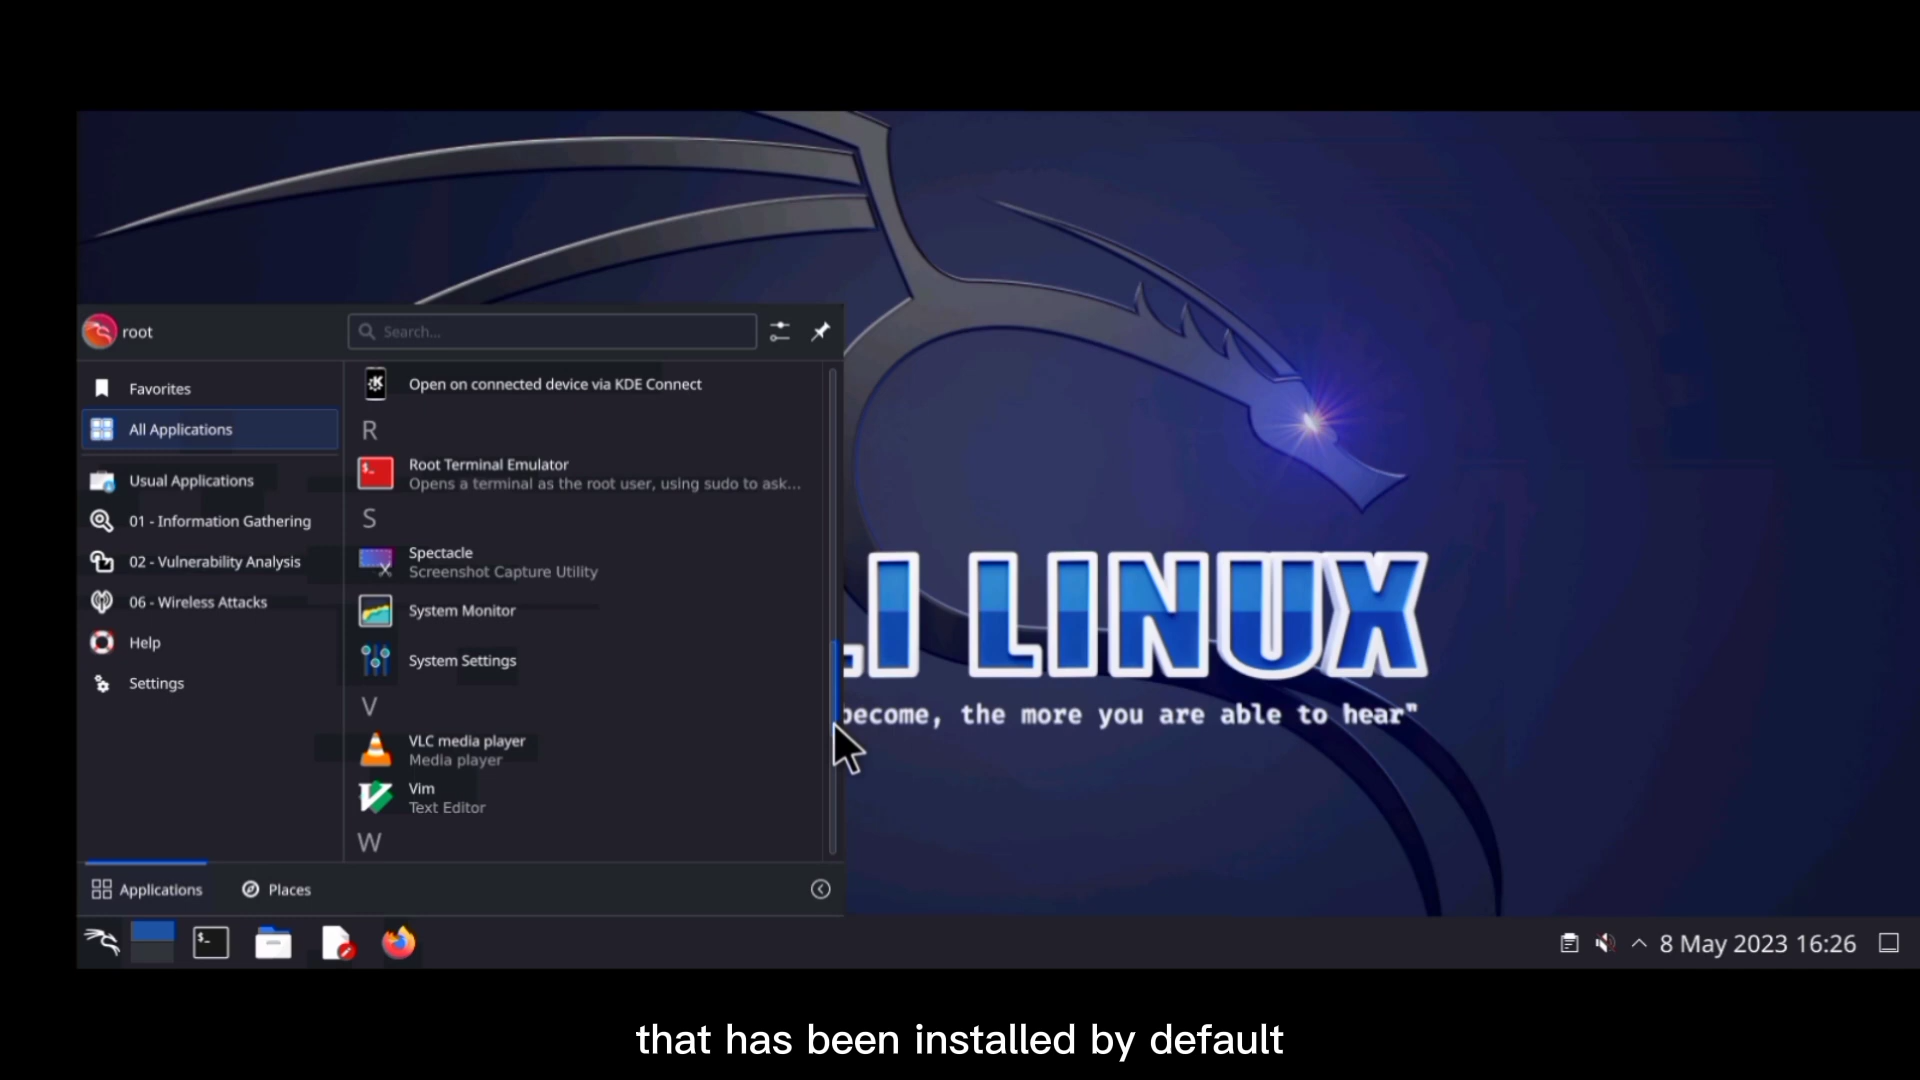 root
Search...
Favorites
All Applications
Usual Applications
01 - Information Gathering
02 - Vulnerability Analysis
06 - Wireless Attacks
Help
Settings
Open on connected device via KDE Connect
R
Root Terminal Emulator
Opens a terminal as the root user, using sudo to ask...
S
Spectacle
Screenshot Capture Utility
System Monitor
System Settings
V
VLC media player
Media player
Vim
Text Editor
W
Applications
Places
LI LINUX
become, the more you are able to hear"
8 May 2023 16:26
that has been installed by default